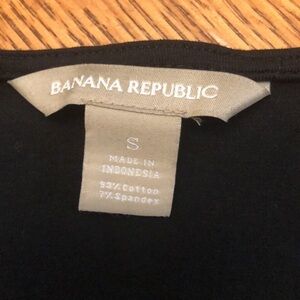 BANANA REPUBLIC
S
MADE IN
INDONESIA
93% Cotton
7% Spandex